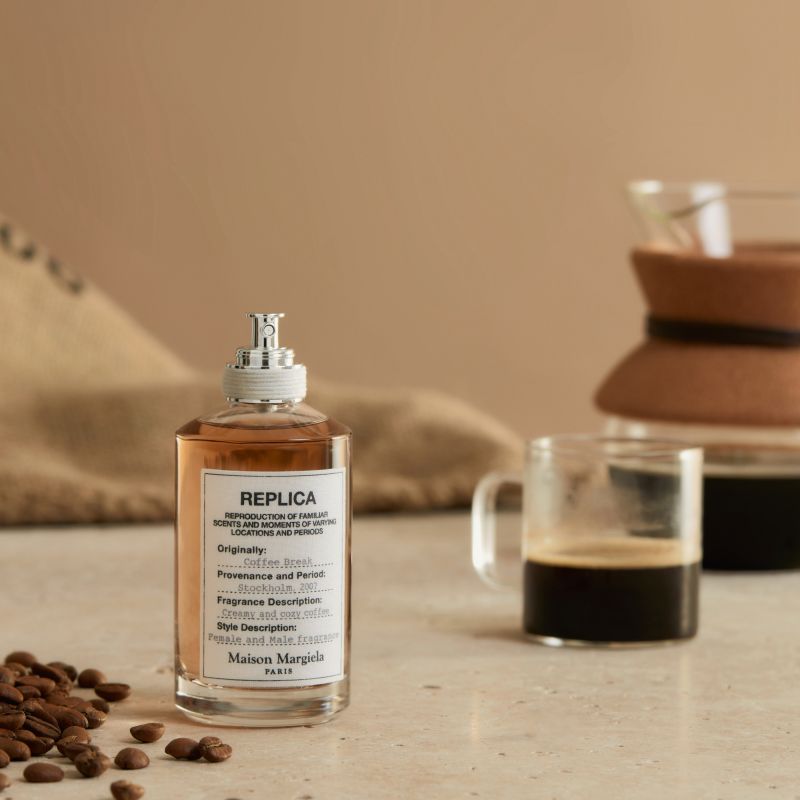 REPLICA
REPRODUCTION OF FAMILIAR
SCENTS AND MOMENTS OF VARYING
LOCATIONS AND PERIODS
Originally:
Coffee Break
Provenance and Period:
Stockholm, 2007
Fragrance Description:
Creamy and cozy coffee
Style Description:
Female and Male fragrance
Maison Margiela
PARIS